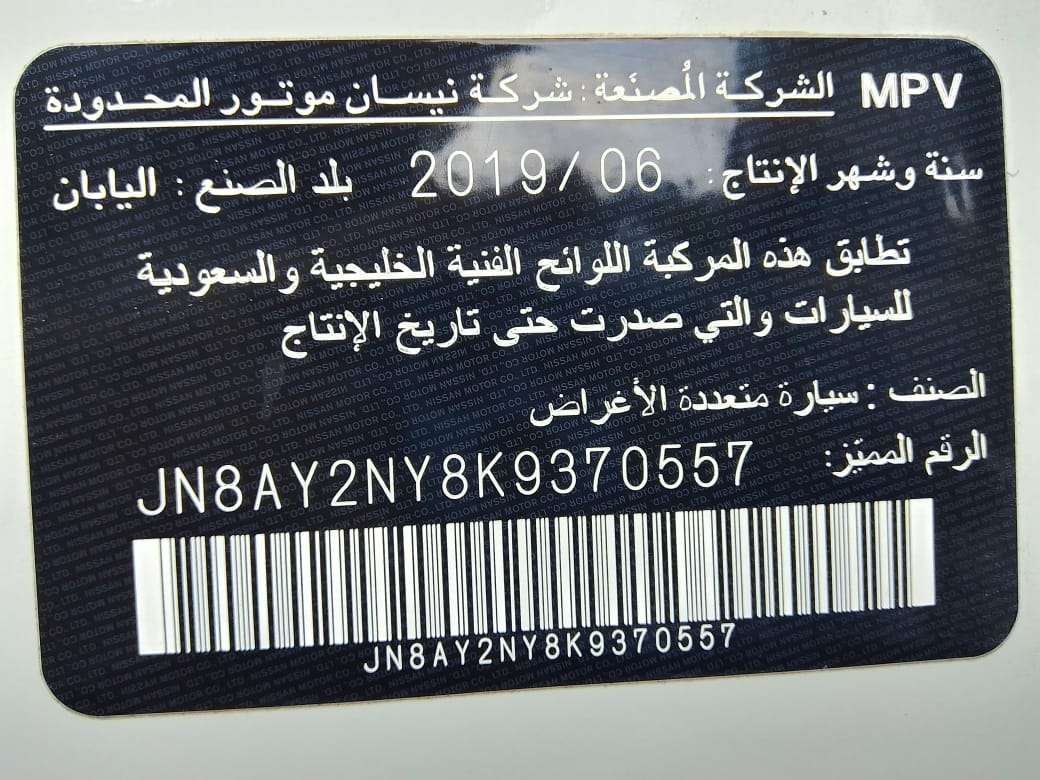 MPV الشركة المُصنَعة: شركة نيسان موتور المحدودة
سنة وشهر الإنتاج: 2019/06 بلد الصنع: اليابان
تطابق هذه المركبة اللوائح الفنية الخليجية والسعودية
للسيارات والتي صدرت حتى تاريخ الإنتاج
الصنف: سيارة متعددة الأغراض
الرقم المميّز:
JN8AY2NY8K9370557
JN8AY2NY8K9370557